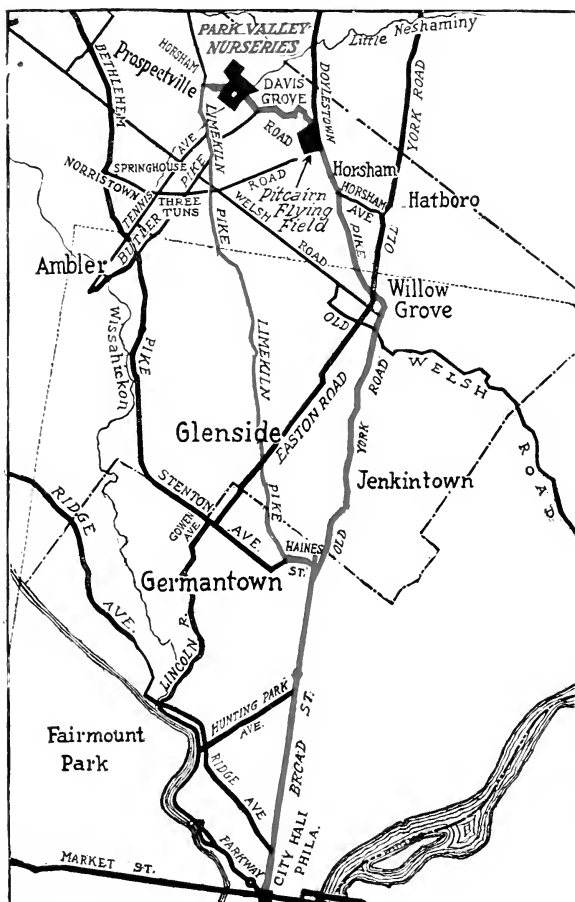 PARK VALLEY
NURSERIES
Little Neshaminy
Prospectville
HORSHAM
BETHLEHEM
DAVIS
GROVE
ROAD
DOYLESTOWN
YORK ROAD
LIMEKILN
SPRINGHOUSE
AVE
TENNIS
PIKE
NORRISTOWN
ROAD
THREE
TUNS
BUTLER
WELSH
ROAD
Pitcairn
Flying
Field
Horsham
HORSHAM
AVE
Hatboro
PIKE
PIKE
OLD
Ambler
Willow
Grove
Wissahickon
PIKE
OLD
WELSH
ROAD
LIMEKILN
EASTON ROAD
ROAD
YORK
Glenside
Jenkintown
RIDGE
STENTON
PIKE
GOWEN
AVE.
AVE.
HAINES
ST.
OLD
Germantown
AVE.
LINCOLN R.
HUNTING PARK
AVE.
ST.
Fairmount
Park
RIDGE
AVE
BROAD
PARKWAY
CITY HALL
PHILA.
MARKET ST.